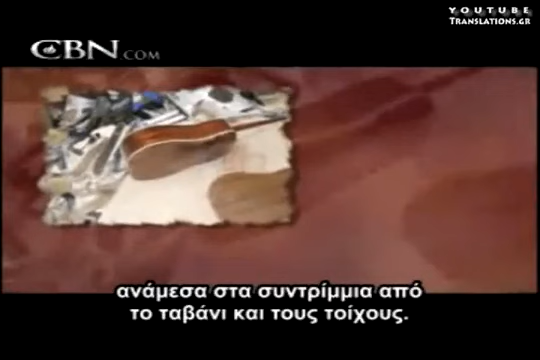 YOUTUBE
TRANSLATIONS.GR
CBN.COM
ανάμεσα στα συντρίμμια από
το ταβάνι και τους τοίχους.